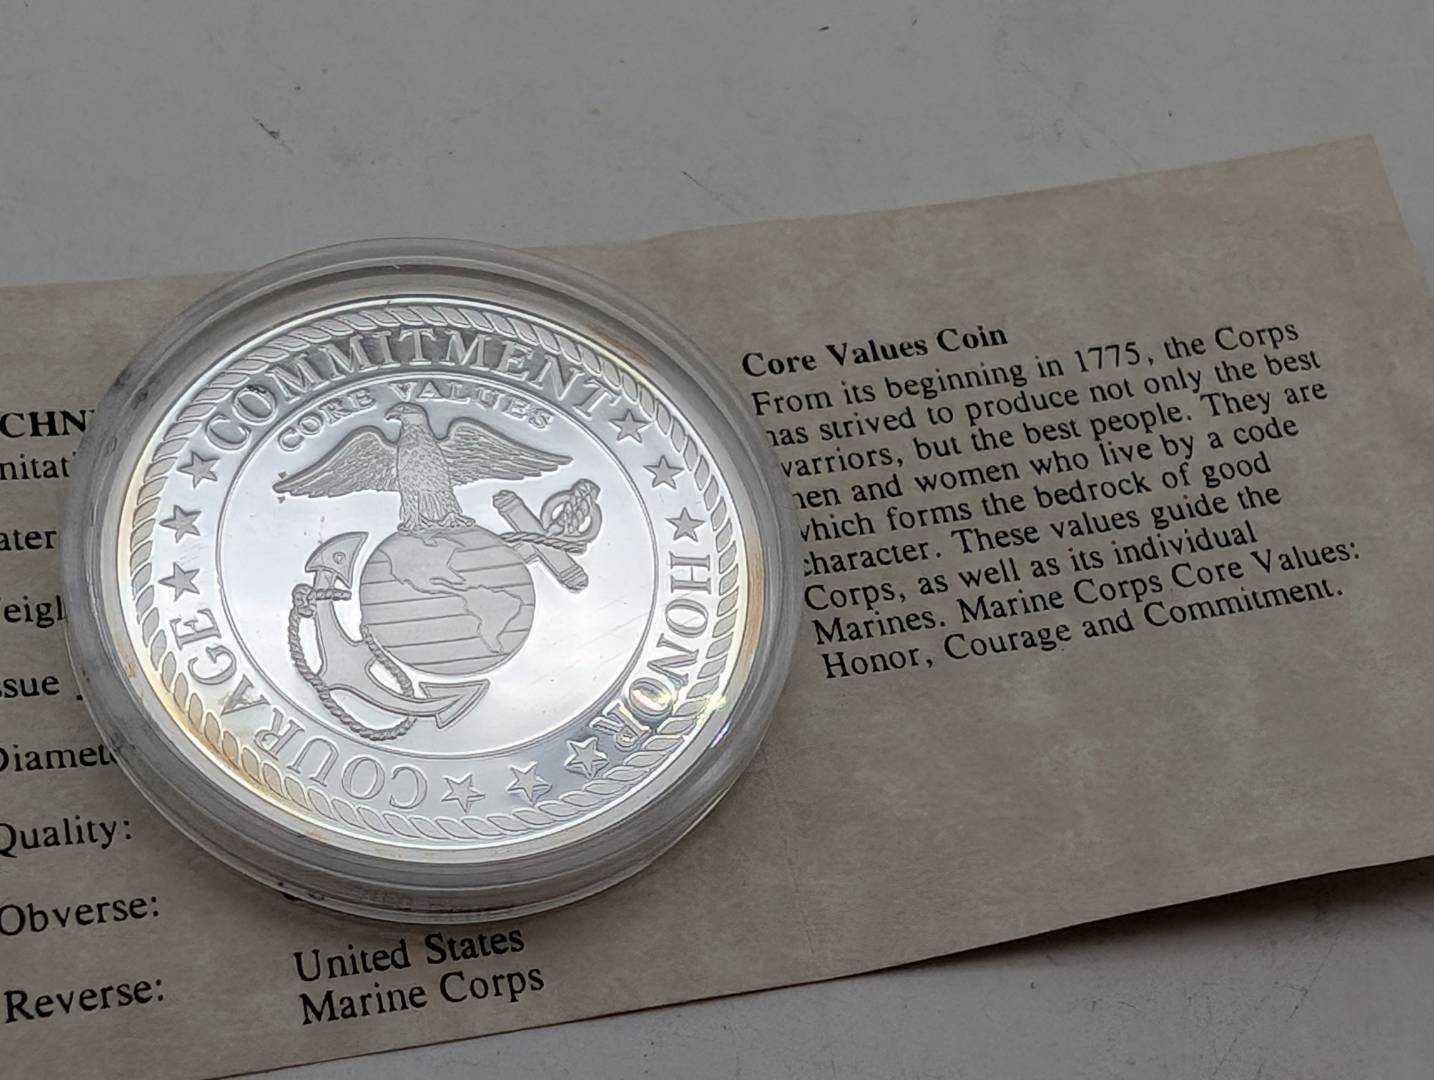 COMMITMENT
CORE VALUES
HONOR
COURAGE
Core Values Coin
From its beginning in 1775, the Corps
has strived to produce not only the best
warriors, but the best people. They are
men and women who live by a code
which forms the bedrock of good
character. These values guide the
Corps, as well as its individual
Marines. Marine Corps Core Values:
Honor, Courage and Commitment.
Quality:
Obverse:
Reverse:
United States
Marine Corps